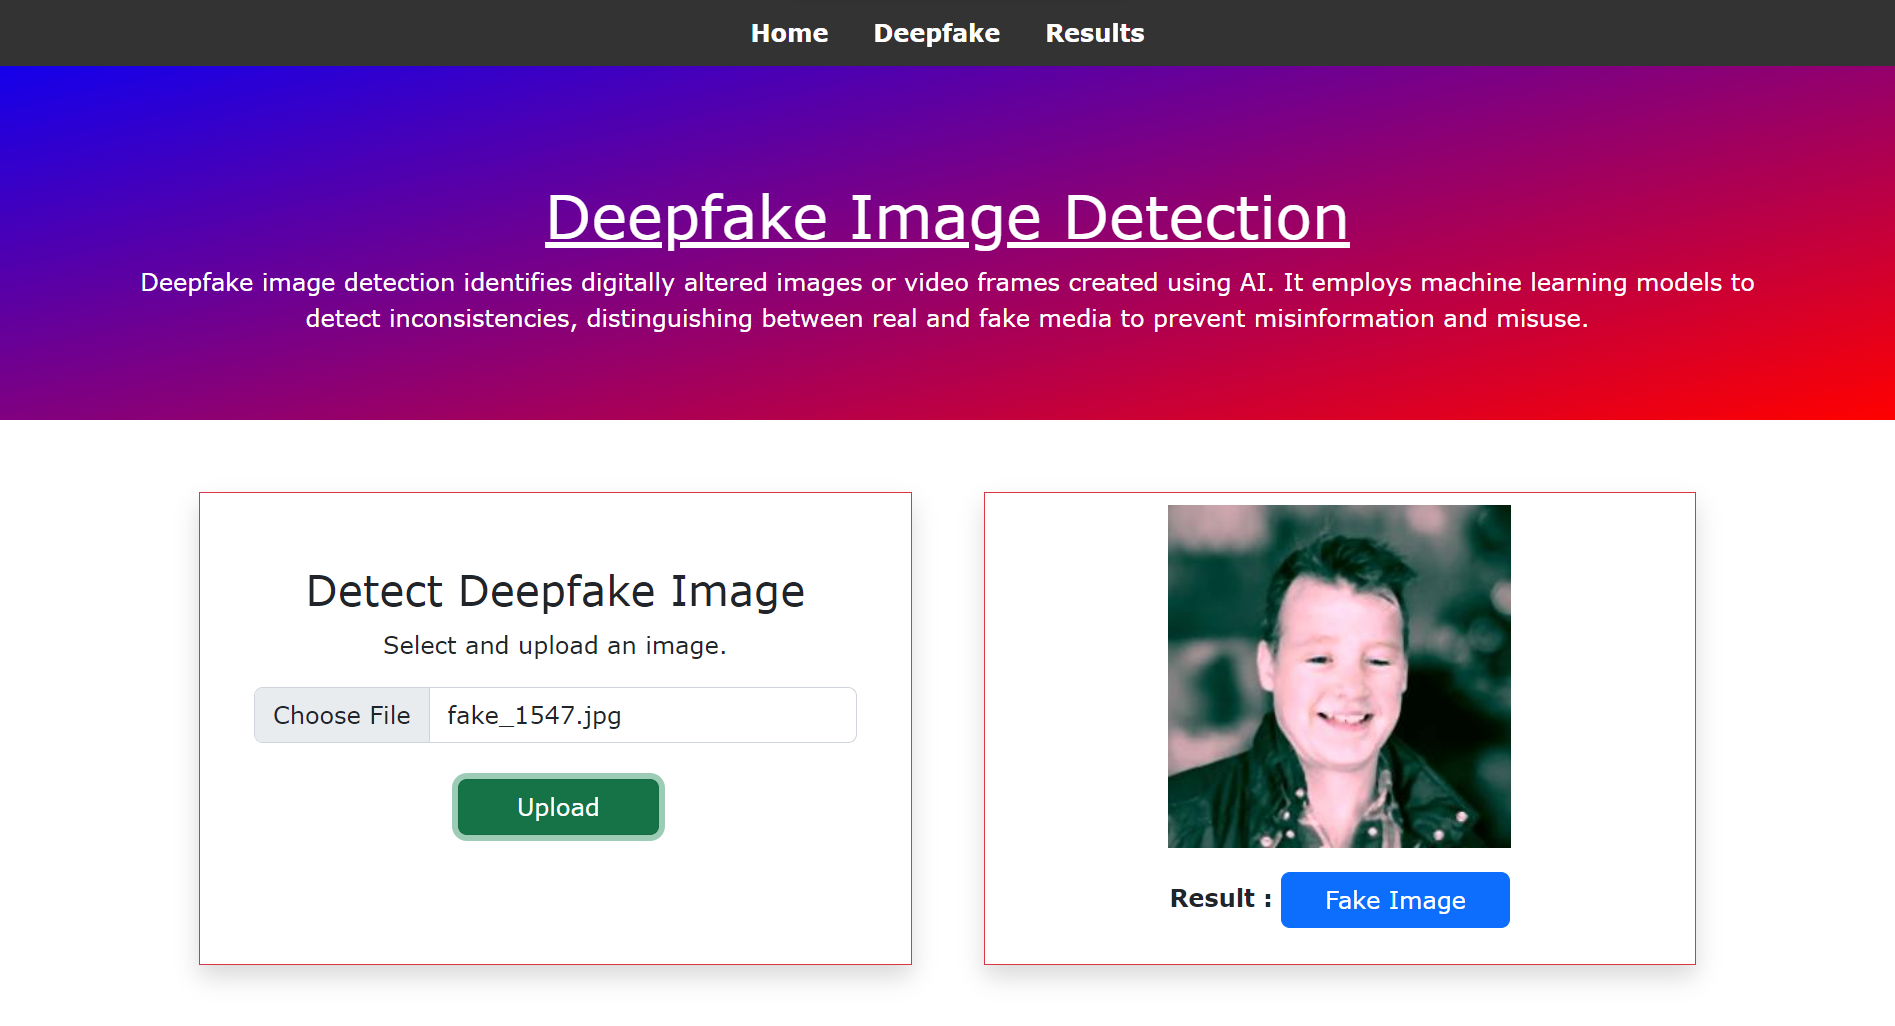 Home Deepfake Results
Deepfake Image Detection
Deepfake image detection identifies digitally altered images or video frames created using AI. It employs machine learning models to
detect inconsistencies, distinguishing between real and fake media to prevent misinformation and misuse.
Detect Deepfake Image
Select and upload an image.
Choose File fake_1547.jpg
Upload
Result : Fake Image